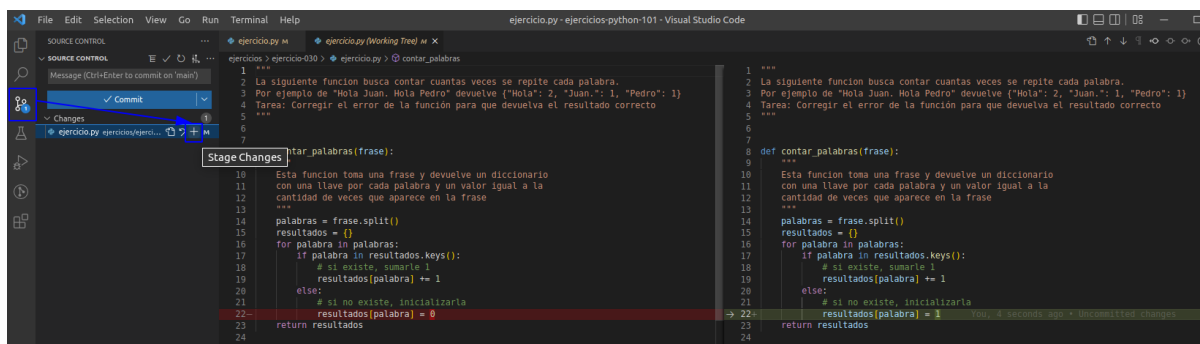 File Edit Selection View Go Run Terminal Help
ejercicio.py - ejercicios-python-101 - Visual Studio Code
SOURCE CONTROL
SOURCE CONTROL
Message (Ctrl+Enter to commit on 'main')
Commit
Changes 1
ejercicio.py ejercicios/ejerci... M
Stage Changes
ejercicio.py M
ejercicio.py (Working Tree) M
ejercicios > ejercicio-030 > ejercicio.py > contar_palabras
1 """
2 La siguiente funcion busca contar cuantas veces se repite cada palabra.
3 Por ejemplo de "Hola Juan. Hola Pedro" devuelve {"Hola": 2, "Juan.": 1, "Pedro": 1}
4 Tarea: Corregir el error de la función para que devuelva el resultado correcto
5 """
6
7
ntar_palabras(frase):
10 Esta funcion toma una frase y devuelve un diccionario
11 con una llave por cada palabra y un valor igual a la
12 cantidad de veces que aparece en la frase
13 """
14 palabras = frase.split()
15 resultados = {}
16 for palabra in palabras:
17 if palabra in resultados.keys():
18 # si existe, sumarle 1
19 resultados[palabra] += 1
20 else:
21 # si no existe, inicializarla
22- resultados[palabra] = 0
23 return resultados
24
1 """
2 La siguiente funcion busca contar cuantas veces se repite cada palabra.
3 Por ejemplo de "Hola Juan. Hola Pedro" devuelve {"Hola": 2, "Juan.": 1, "Pedro": 1}
4 Tarea: Corregir el error de la función para que devuelva el resultado correcto
5 """
6
7
8 def contar_palabras(frase):
9 """
10 Esta funcion toma una frase y devuelve un diccionario
11 con una llave por cada palabra y un valor igual a la
12 cantidad de veces que aparece en la frase
13 """
14 palabras = frase.split()
15 resultados = {}
16 for palabra in palabras:
17 if palabra in resultados.keys():
18 # si existe, sumarle 1
19 resultados[palabra] += 1
20 else:
21 # si no existe, inicializarla
22+ resultados[palabra] = 1 You, 4 seconds ago • Uncommitted changes
23 return resultados
24